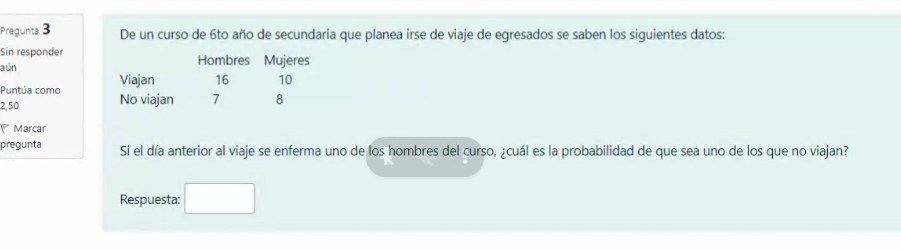 Pregunta 3
Sin responder
aún
Puntúa como
2,50
Marcar
pregunta
De un curso de 6to año de secundaria que planea irse de viaje de egresados se saben los siguientes datos:
Hombres Mujeres
Viajan 16 10
No viajan 7 8
Si el día anterior al viaje se enferma uno de los hombres del curso, ¿cuál es la probabilidad de que sea uno de los que no viajan?
Respuesta: